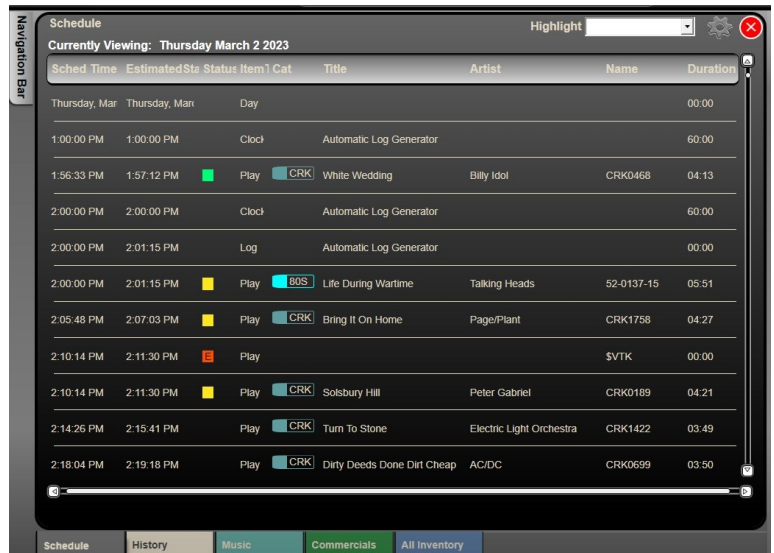 Navigation Bar
Schedule
Highlight
Currently Viewing: Thursday March 2 2023
Sched Time EstimatedSta Status ItemT Cat Title Artist Name Duration
Thursday, Mar Thursday, Marc Day 00:00
1:00:00 PM 1:00:00 PM Clock Automatic Log Generator 60:00
1:56:33 PM 1:57:12 PM Play CRK White Wedding Billy Idol CRK0468 04:13
2:00:00 PM 2:00:00 PM Clock Automatic Log Generator 60:00
2:00:00 PM 2:01:15 PM Log Automatic Log Generator 00:00
2:00:00 PM 2:01:15 PM Play 80S Life During Wartime Talking Heads 52-0137-15 05:51
2:05:48 PM 2:07:03 PM Play CRK Bring It On Home Page/Plant CRK1758 04:27
2:10:14 PM 2:11:30 PM E Play $VTK 00:00
2:10:14 PM 2:11:30 PM Play CRK Solsbury Hill Peter Gabriel CRK0189 04:21
2:14:26 PM 2:15:41 PM Play CRK Turn To Stone Electric Light Orchestra CRK1422 03:49
2:18:04 PM 2:19:18 PM Play CRK Dirty Deeds Done Dirt Cheap AC/DC CRK0699 03:50
Schedule History Music Commercials All Inventory